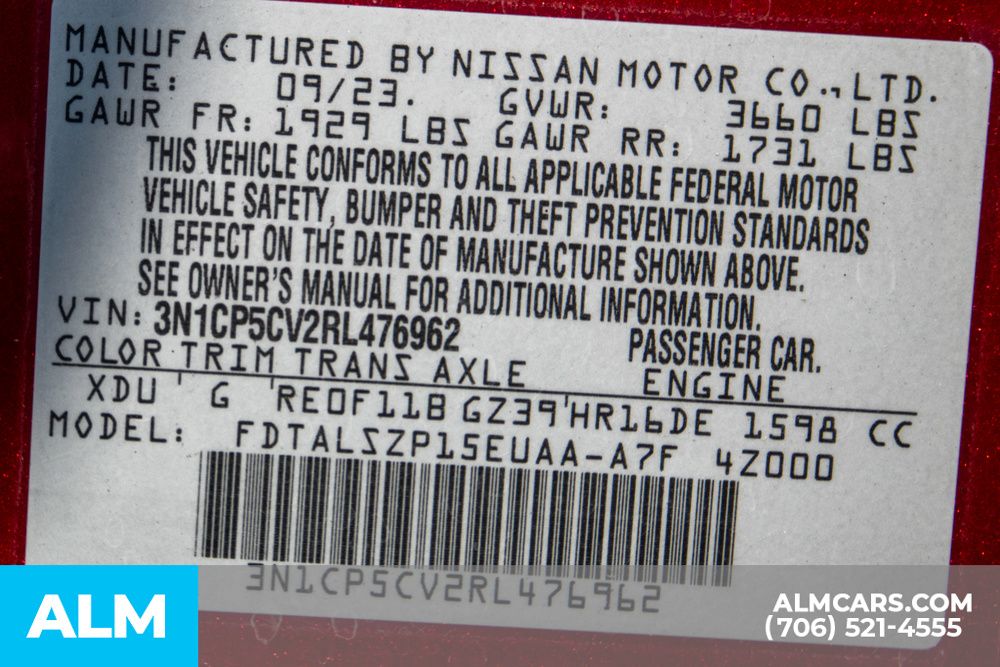 MANUFACTURED BY NISSAN MOTOR CO., LTD.
DATE: 09/23. GVWR: 3660 LBS
GAWR FR: 1929 LBS GAWR RR: 1731 LBS
THIS VEHICLE CONFORMS TO ALL APPLICABLE FEDERAL MOTOR
VEHICLE SAFETY, BUMPER AND THEFT PREVENTION STANDARDS
IN EFFECT ON THE DATE OF MANUFACTURE SHOWN ABOVE.
SEE OWNER'S MANUAL FOR ADDITIONAL INFORMATION.
VIN: 3N1CP5CV2RL476962 PASSENGER CAR.
COLOR TRIM TRANS AXLE ENGINE
XDU G RE0F11B GZ39 HR16DE 1598 CC
MODEL: FDTALSZP15EUAA-A7F 4Z000
3N1CP5CV2RL476962
ALM
ALMCARS.COM
(706) 521-4555